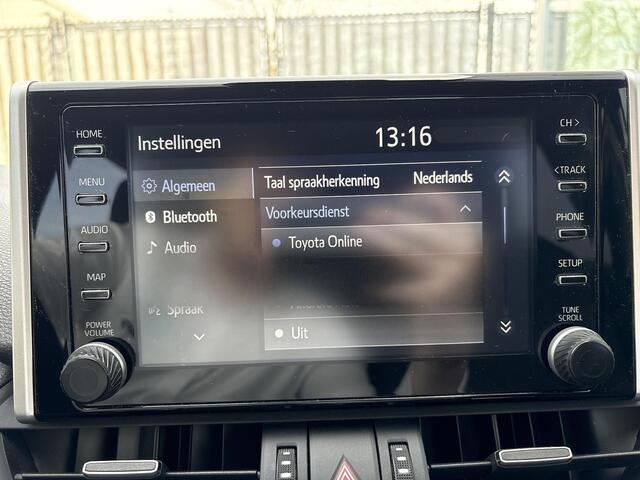 HOME
MENU
AUDIO
MAP
POWER
VOLUME
Instellingen
13:16
Algemeen
Bluetooth
Audio
Spraak
Taal spraakherkenning Nederlands
Voorkeursdienst
Toyota Online
Uit
CH >
< TRACK
PHONE
SETUP
TUNE
SCROLL